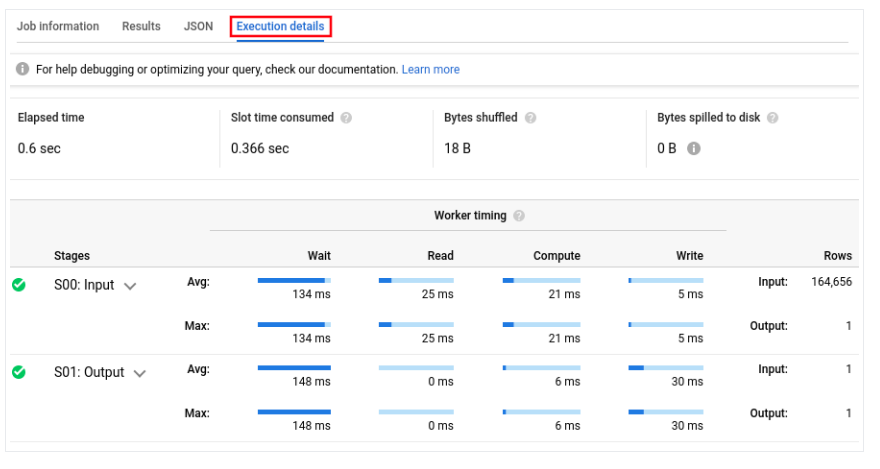 Job information Results JSON Execution details
For help debugging or optimizing your query, check our documentation. Learn more
Elapsed time Slot time consumed Bytes shuffled Bytes spilled to disk
0.6 sec 0.366 sec 18 B 0 B
Worker timing
Stages Wait Read Compute Write Rows
S00: Input Avg: 134 ms 25 ms 21 ms 5 ms Input: 164,656
Max: 134 ms 25 ms 21 ms 5 ms Output: 1
S01: Output Avg: 148 ms 0 ms 6 ms 30 ms Input: 1
Max: 148 ms 0 ms 6 ms 30 ms Output: 1